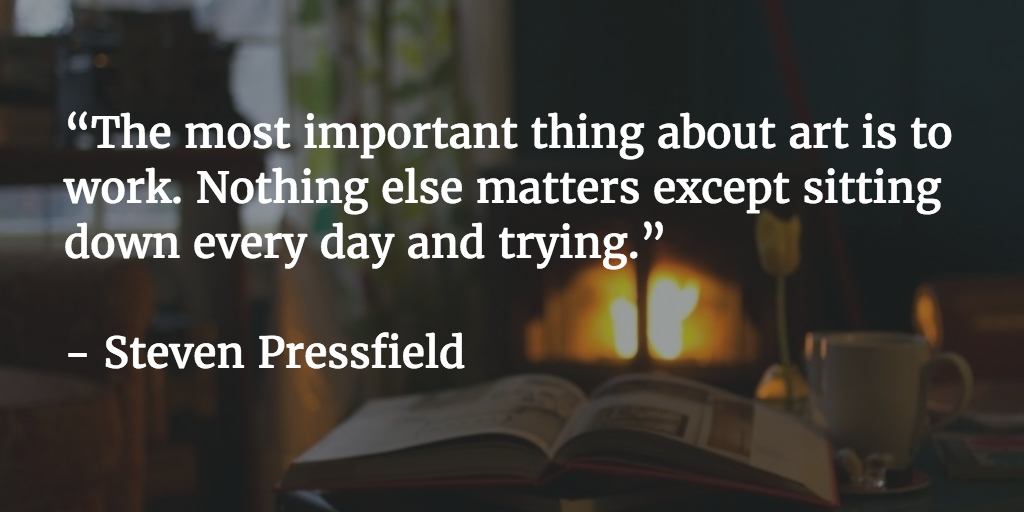 “The most important thing about art is to
work. Nothing else matters except sitting
down every day and trying.”
– Steven Pressfield